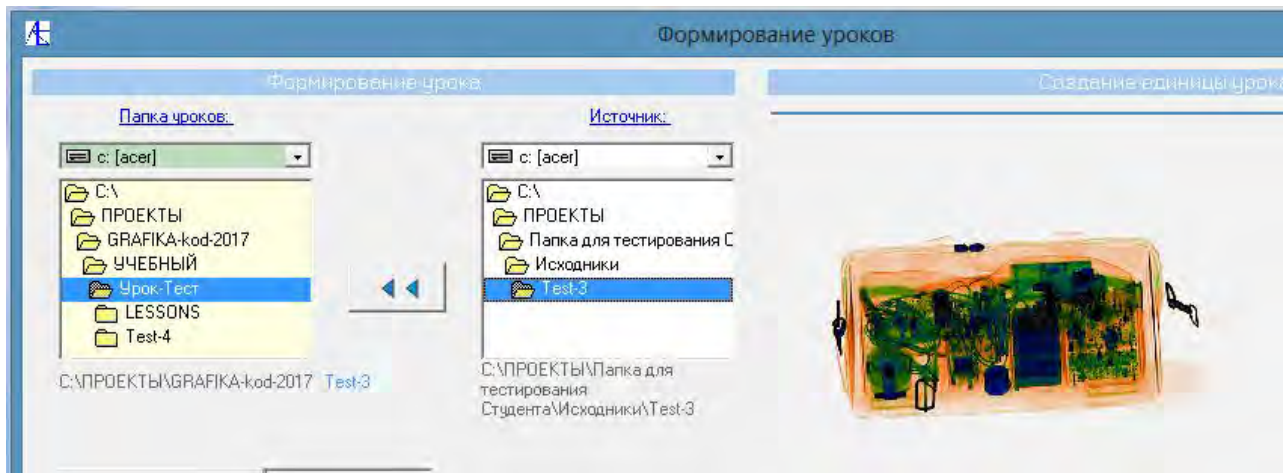 Формирование уроков
Формирование урока
Создание единицы урока
Папка уроков:
c: [acer]
C:\
ПРОЕКТЫ
GRAFIKA-kod-2017
УЧЕБНЫЙ
Урок-Тест
LESSONS
Test-4
C:\ПРОЕКТЫ\GRAFIKA-kod-2017 Test-3
Источник:
c: [acer]
C:\
ПРОЕКТЫ
Папка для тестирования С
Исходники
Test-3
C:\ПРОЕКТЫ\Папка для
тестирования
Студента\Исходники\Test-3